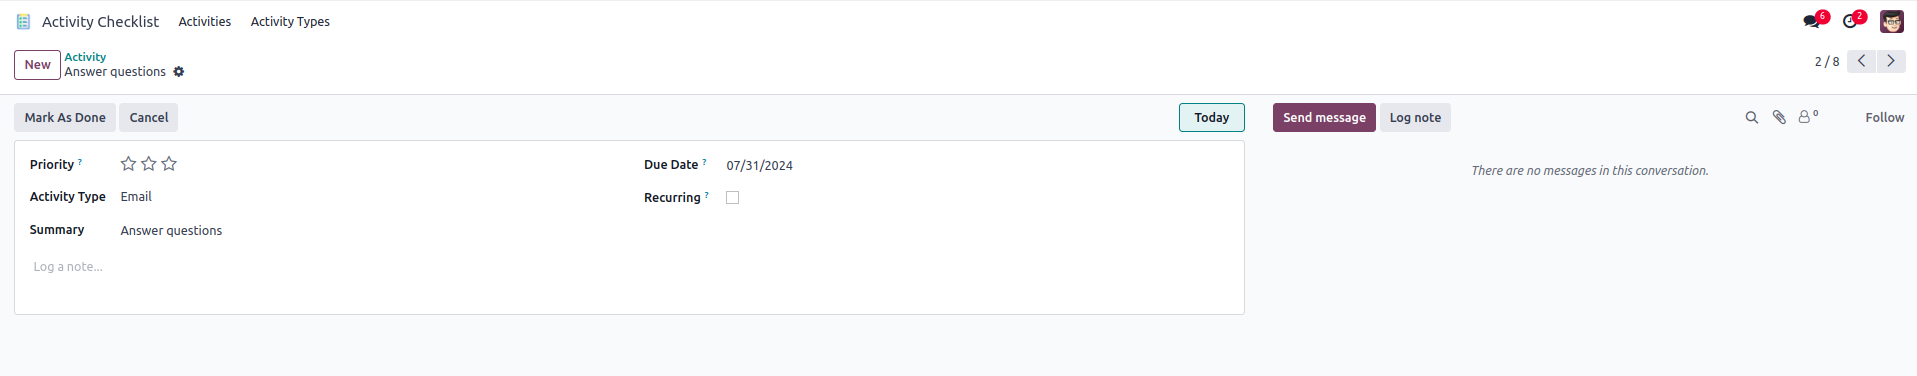 Activity Checklist Activities Activity Types 6 2
New Activity
Answer questions 2 / 8
Mark As Done Cancel Today Send message Log note 0 Follow
Priority ? Due Date ? 07/31/2024
There are no messages in this conversation.
Activity Type Email Recurring ?
Summary Answer questions
Log a note...